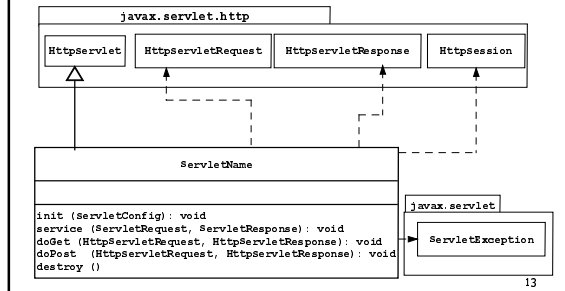 javax.servlet.http
HttpServlet
HttpServletRequest
HttpServletResponse
HttpSession
ServletName
init (ServletConfig): void
service (ServletRequest, ServletResponse): void
doGet (HttpServletRequest, HttpServletResponse): void
doPost (HttpServletRequest, HttpServletResponse): void
destroy ()
javax.servlet
ServletException
13